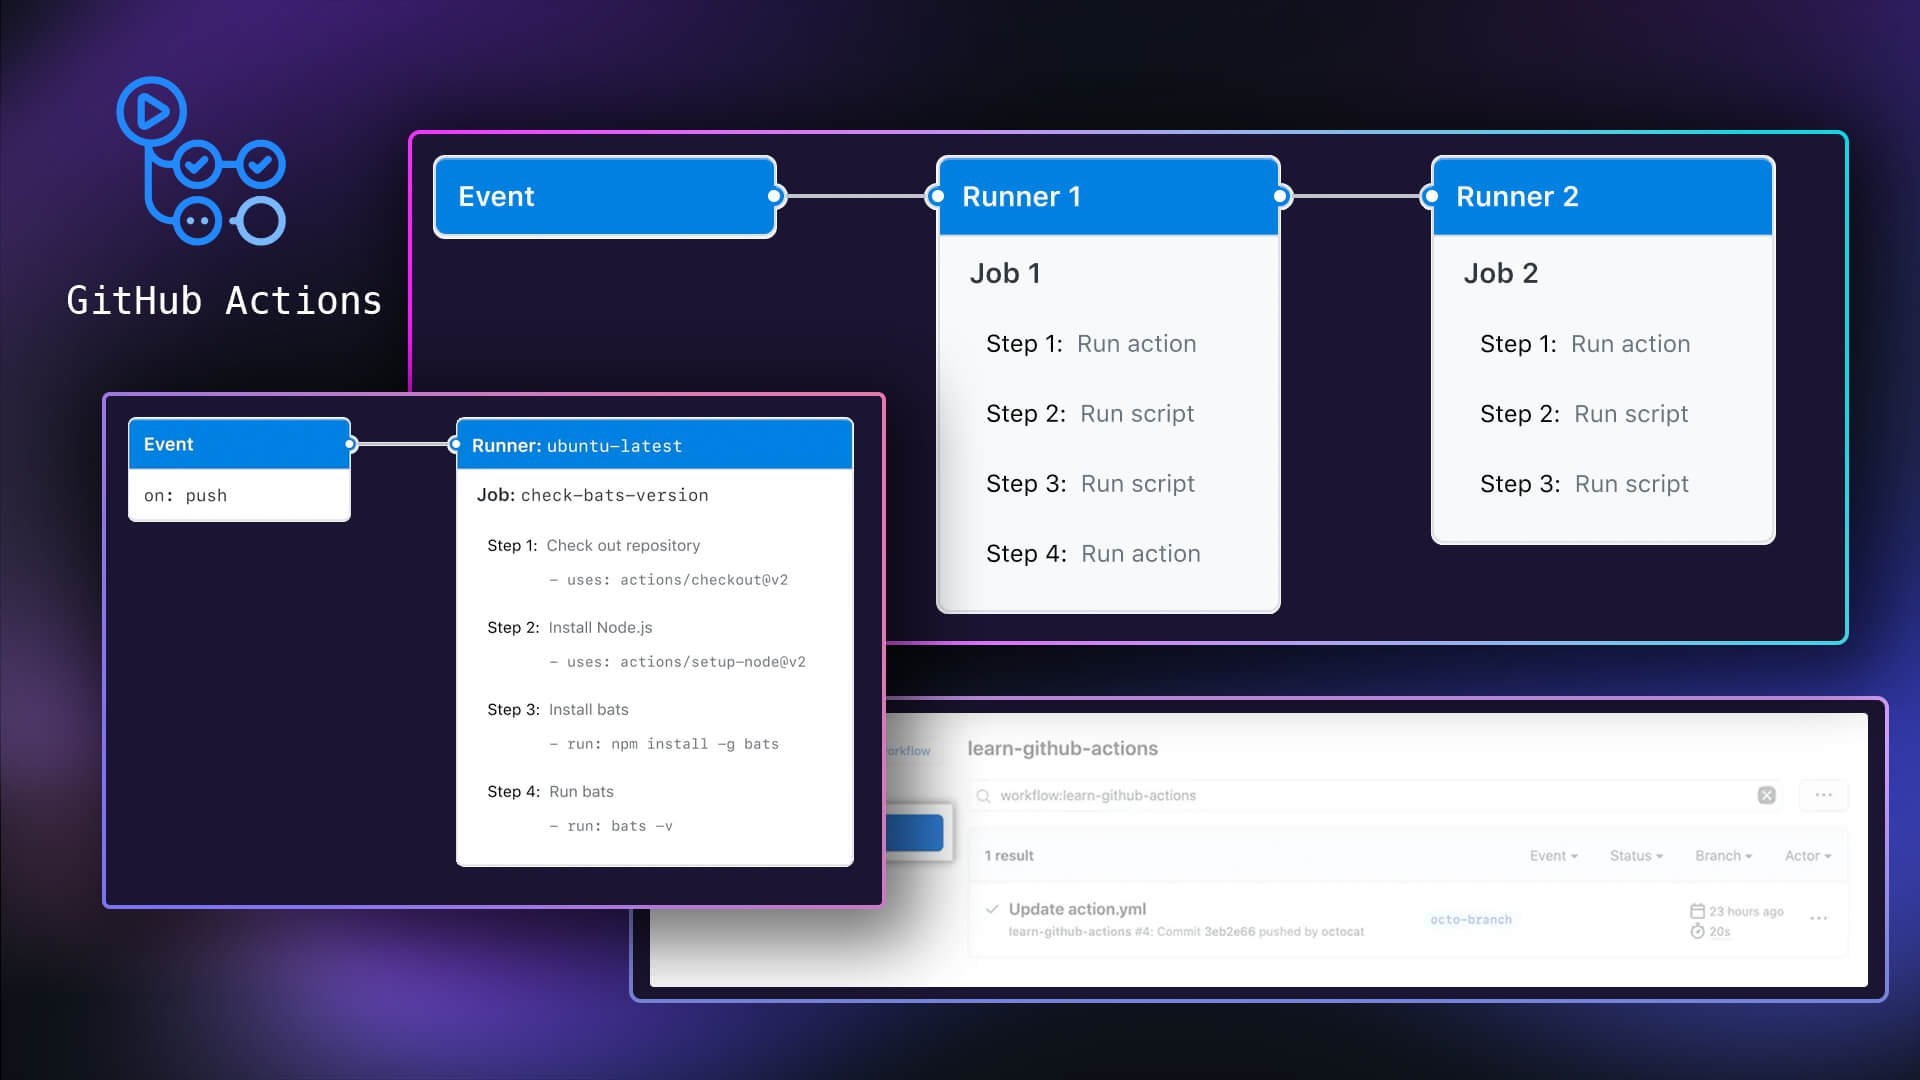 GitHub Actions
Event
Runner 1
Job 1
Step 1: Run action
Step 2: Run script
Step 3: Run script
Step 4: Run action
Runner 2
Job 2
Step 1: Run action
Step 2: Run script
Step 3: Run script
Event
on: push
Runner: ubuntu-latest
Job: check-bats-version
Step 1: Check out repository
- uses: actions/checkout@v2
Step 2: Install Node.js
- uses: actions/setup-node@v2
Step 3: Install bats
- run: npm install -g bats
Step 4: Run bats
- run: bats -v
learn-github-actions
workflow:learn-github-actions
1 result
Event
Status
Branch
Actor
Update action.yml
learn-github-actions #4: Commit 3eb2e66 pushed by octocat
octo-branch
23 hours ago
20s